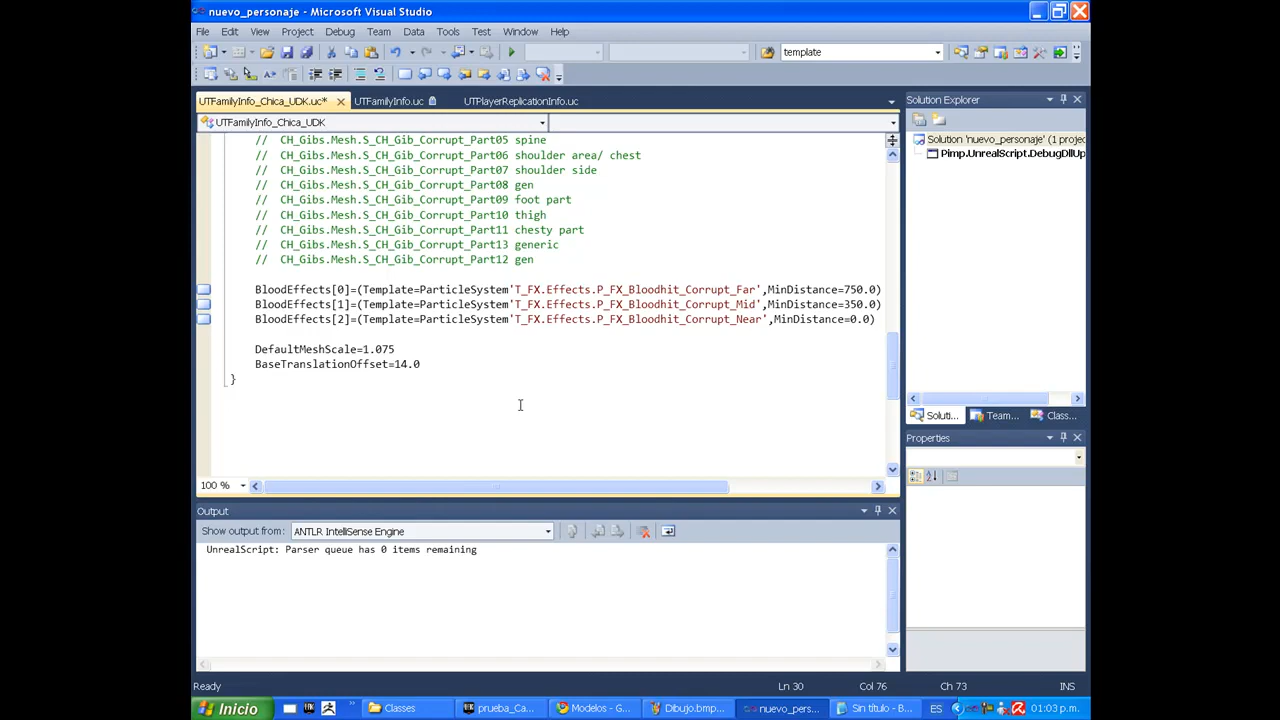 nuevo_personaje - Microsoft Visual Studio
File Edit View Project Debug Team Data Tools Test Window Help
template
UTFamilyInfo_Chica_UDK.uc* UTFamilyInfo.uc UTPlayerReplicationInfo.uc
UTFamilyInfo_Chica_UDK
// CH_Gibs.Mesh.S_CH_Gib_Corrupt_Part05 spine
// CH_Gibs.Mesh.S_CH_Gib_Corrupt_Part06 shoulder area/ chest
// CH_Gibs.Mesh.S_CH_Gib_Corrupt_Part07 shoulder side
// CH_Gibs.Mesh.S_CH_Gib_Corrupt_Part08 gen
// CH_Gibs.Mesh.S_CH_Gib_Corrupt_Part09 foot part
// CH_Gibs.Mesh.S_CH_Gib_Corrupt_Part10 thigh
// CH_Gibs.Mesh.S_CH_Gib_Corrupt_Part11 chesty part
// CH_Gibs.Mesh.S_CH_Gib_Corrupt_Part13 generic
// CH_Gibs.Mesh.S_CH_Gib_Corrupt_Part12 gen
BloodEffects[0]=(Template=ParticleSystem'T_FX.Effects.P_FX_Bloodhit_Corrupt_Far',MinDistance=750.0)
BloodEffects[1]=(Template=ParticleSystem'T_FX.Effects.P_FX_Bloodhit_Corrupt_Mid',MinDistance=350.0)
BloodEffects[2]=(Template=ParticleSystem'T_FX.Effects.P_FX_Bloodhit_Corrupt_Near',MinDistance=0.0)
DefaultMeshScale=1.075
BaseTranslationOffset=14.0
}
100 %
Solution Explorer
Solution 'nuevo_personaje' (1 projec
Pimp.UnrealScript.DebugDllUp
Soluti... Team... Class...
Properties
Output
Show output from: ANTLR IntelliSense Engine
UnrealScript: Parser queue has 0 items remaining
Ready Ln 30 Col 76 Ch 73 INS
Inicio Classes prueba_Ca... Modelos - G... Dibujo.bmp... nuevo_pers... Sin título - B... ES 01:03 p.m.